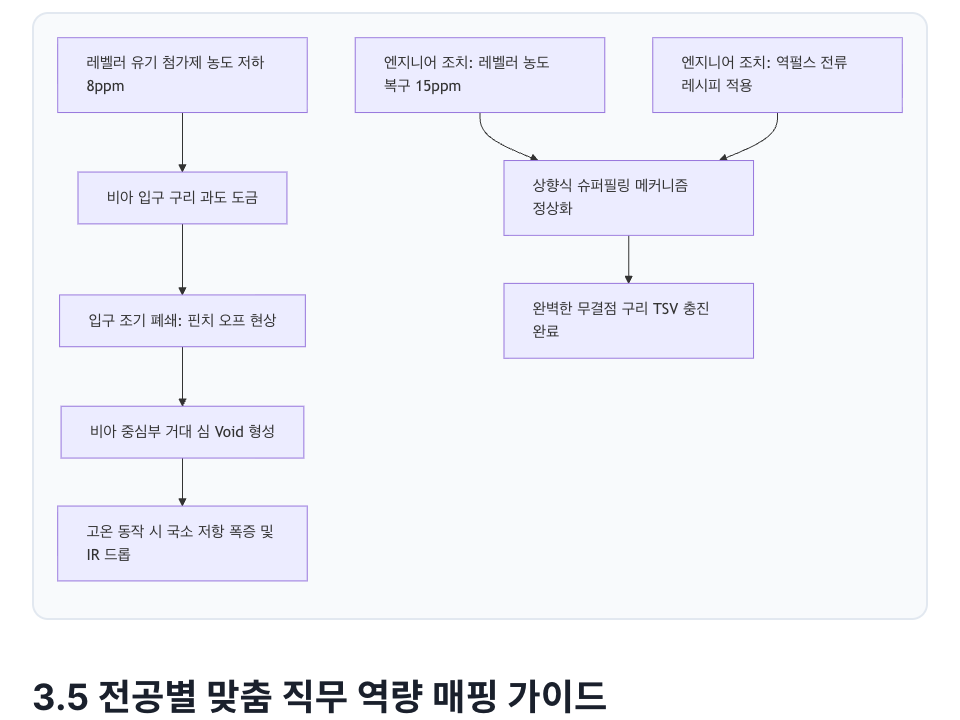 레벨러 유기 첨가제 농도 저하
8ppm
비아 입구 구리 과도 도금
입구 조기 폐쇄: 핀치 오프 현상
비아 중심부 거대 심 Void 형성
고온 동작 시 국소 저항 폭증 및
IR 드롭
엔지니어 조치: 레벨러 농도
복구 15ppm
엔지니어 조치: 역펄스 전류
레시피 적용
상향식 슈퍼필링 메커니즘
정상화
완벽한 무결점 구리 TSV 충진
완료
3.5 전공별 맞춤 직무 역량 매핑 가이드